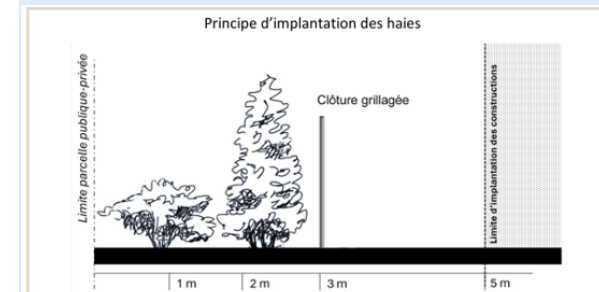 Principe d'implantation des haies
Limite parcelle publique-privée
Clôture grillagée
Limite d'implantation des constructions
1 m
2 m
3 m
5 m